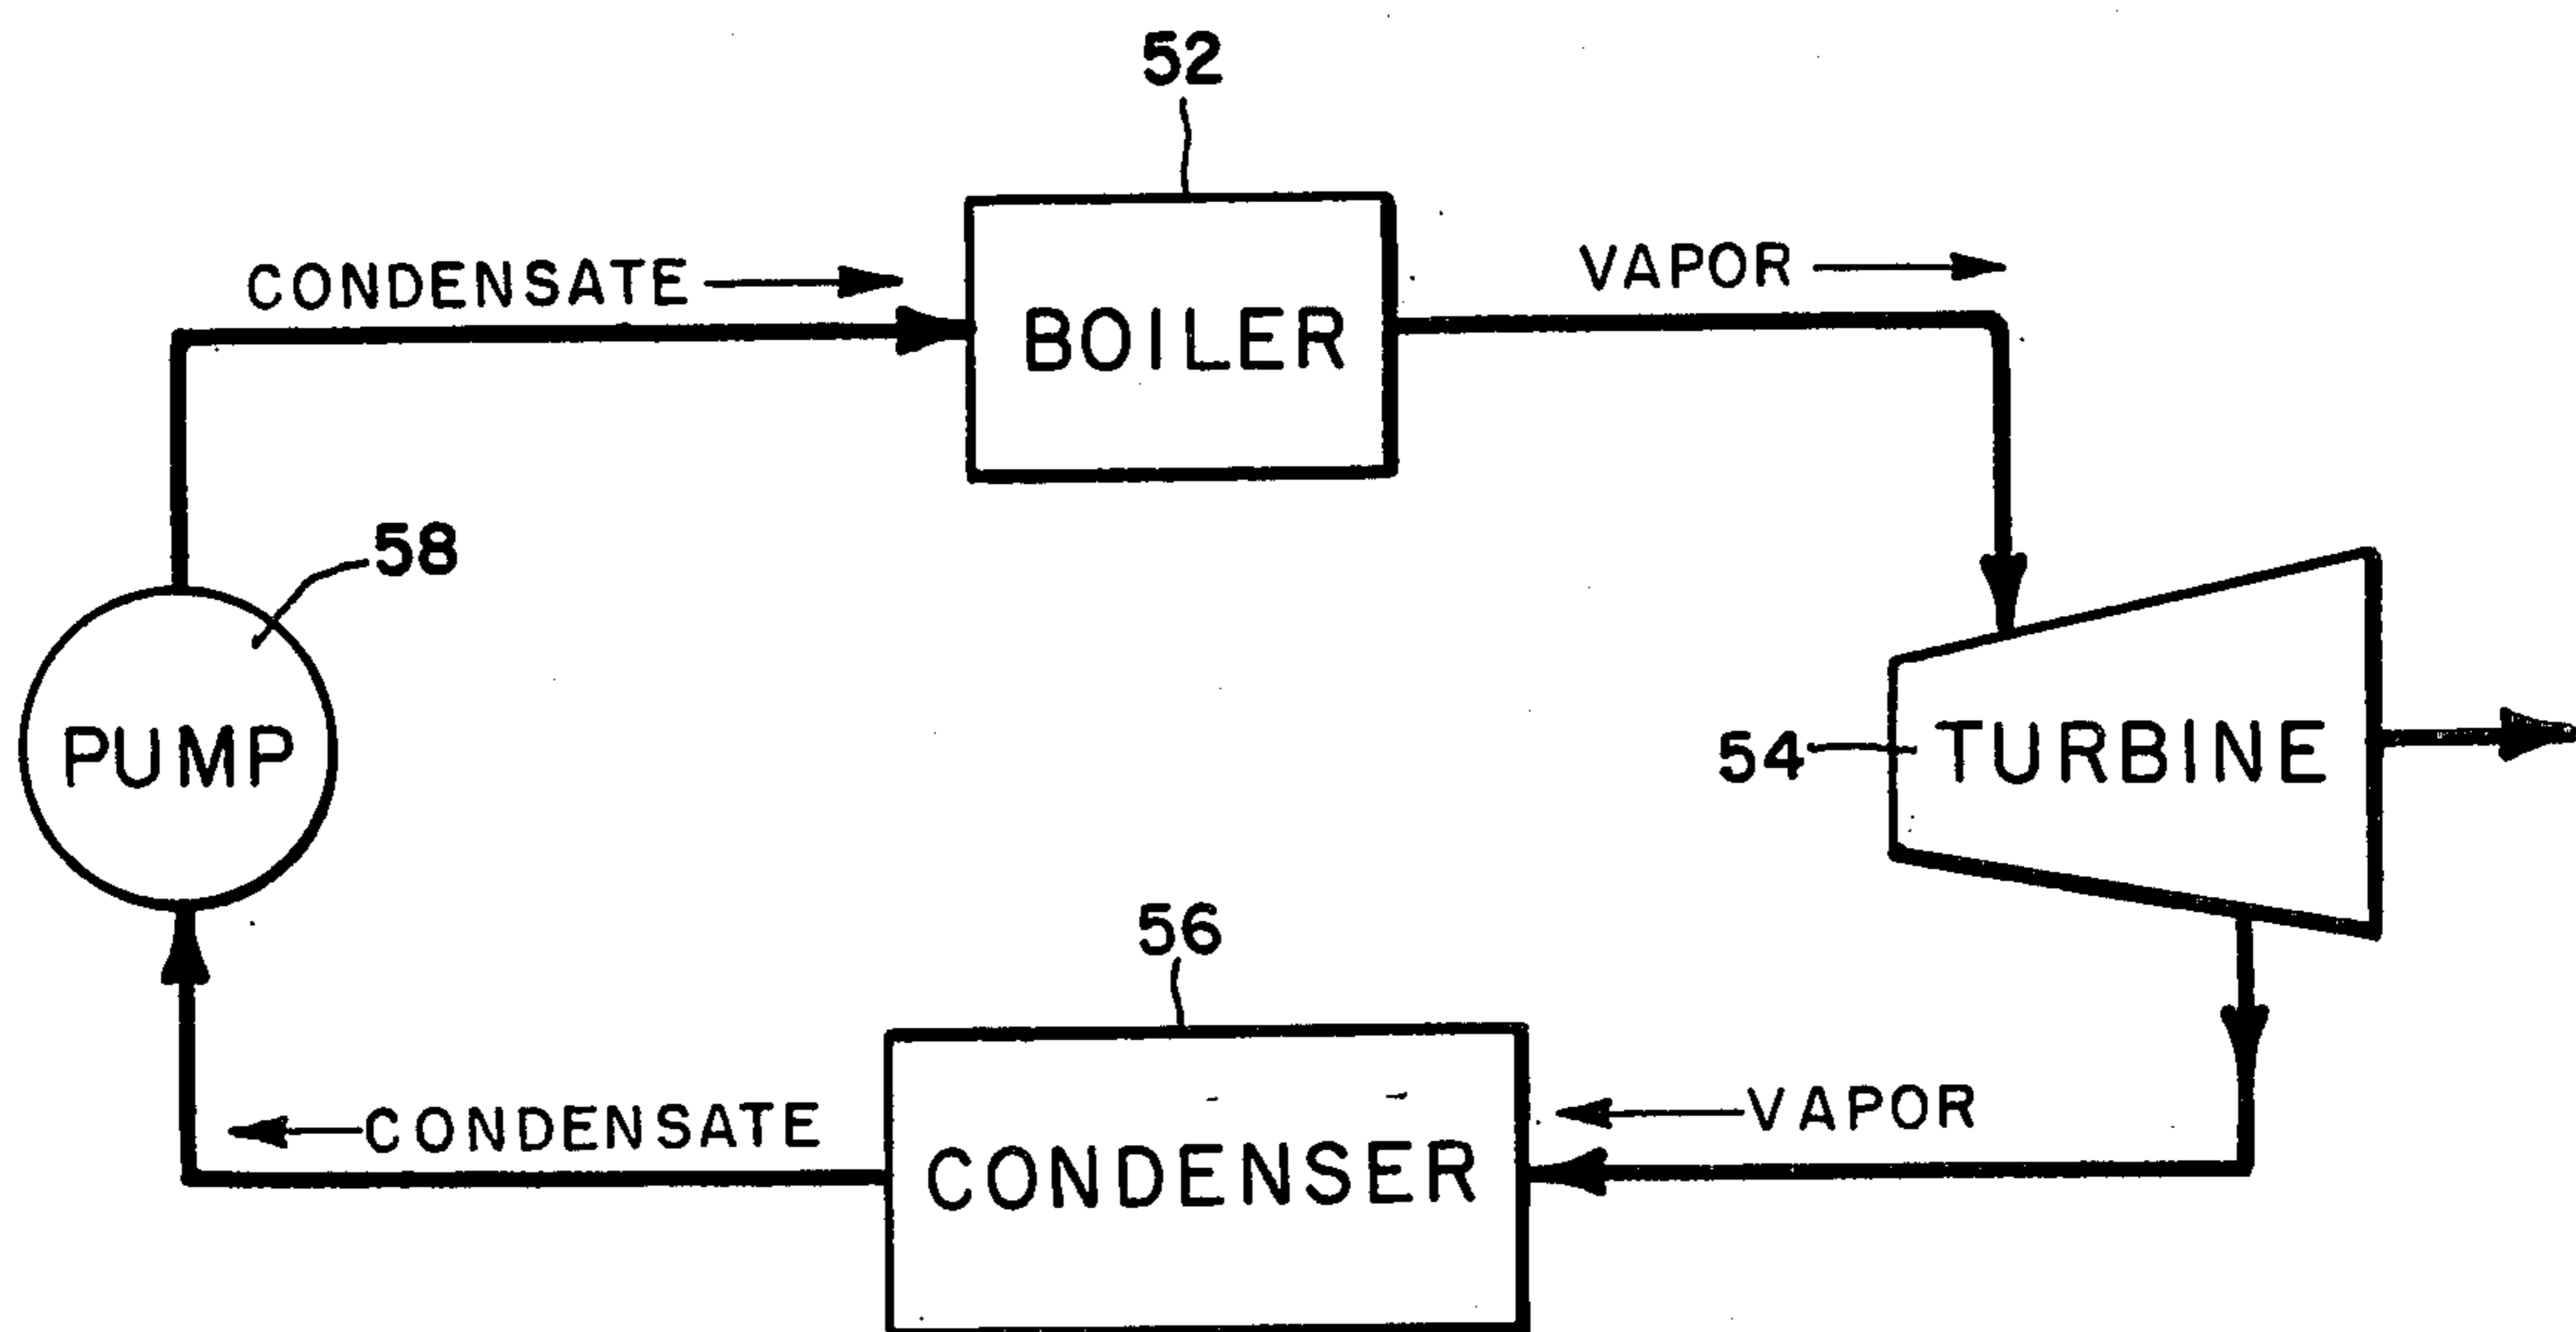 52
CONDENSATE
VAPOR
BOILER
58
PUMP
54
TURBINE
56
CONDENSATE
VAPOR
CONDENSER